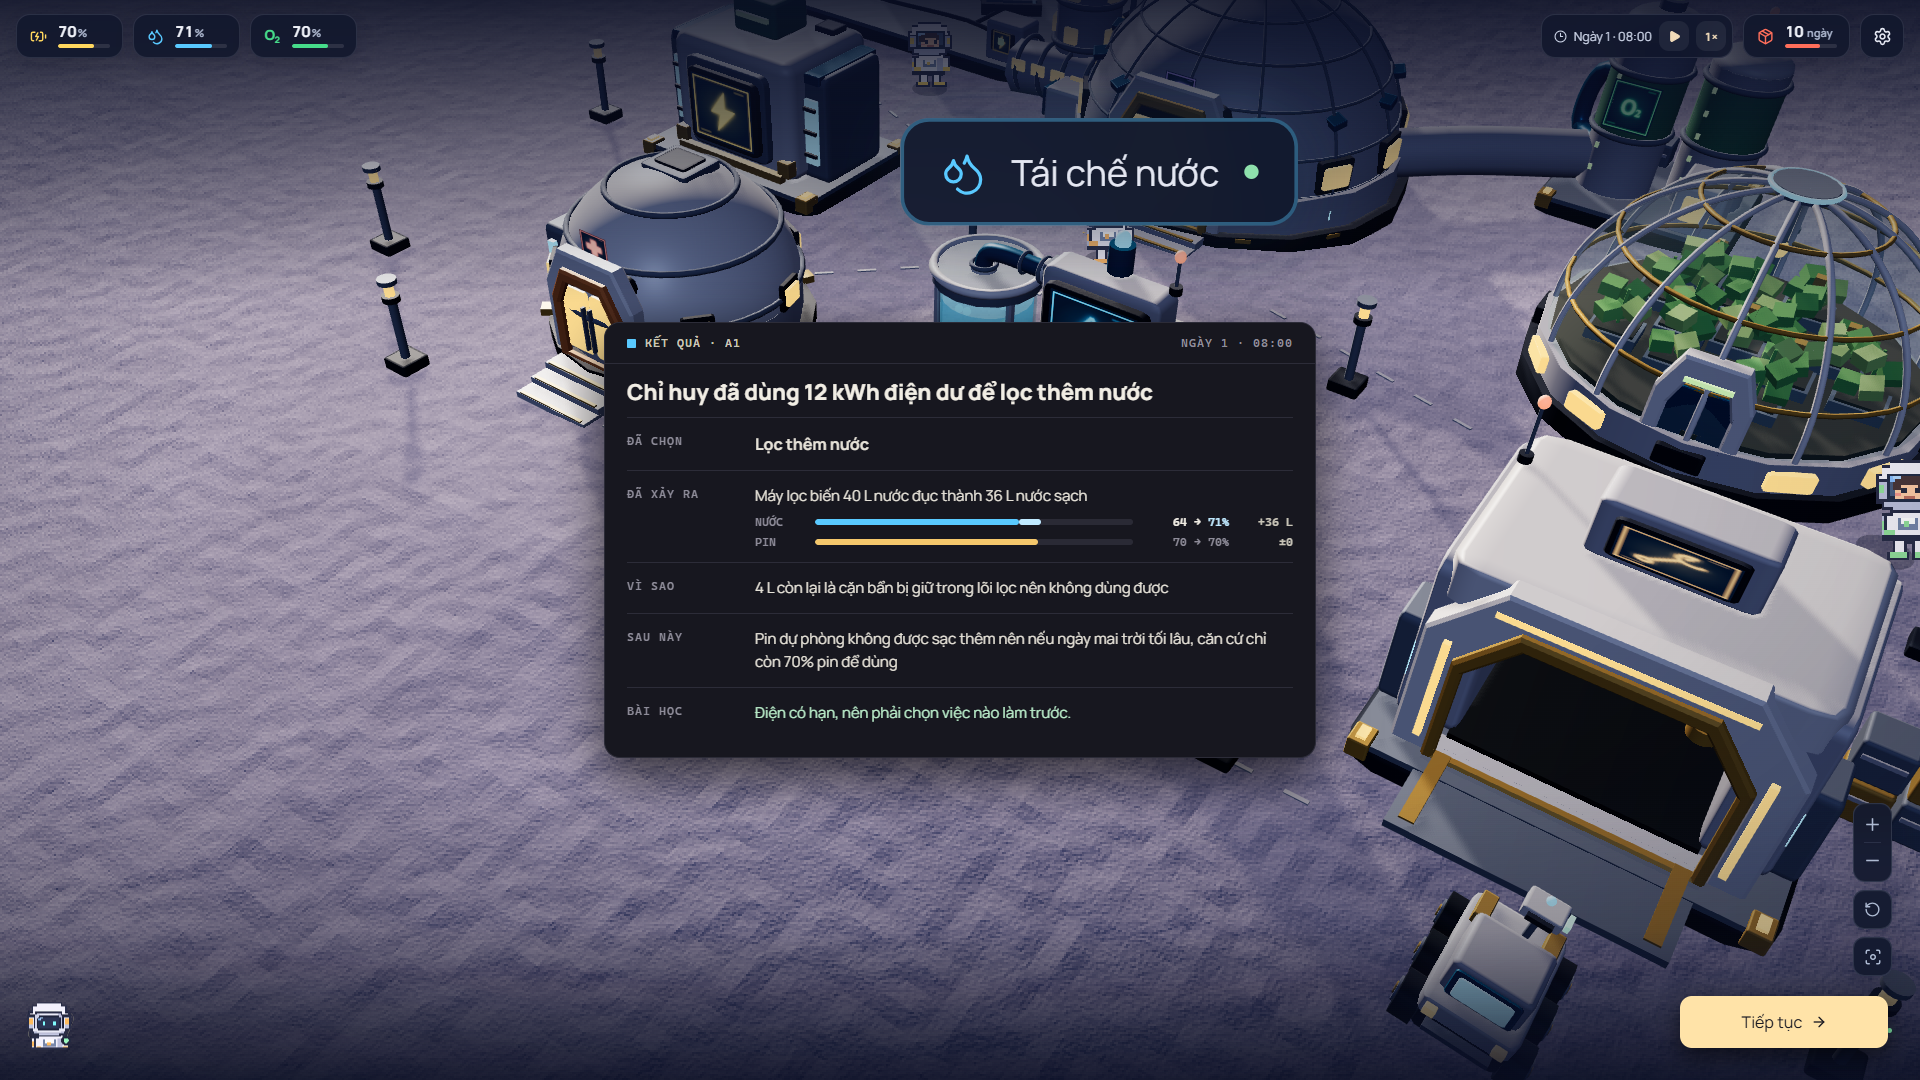 70%
71%
O₂ 70%
Ngày 1 · 08:00
1×
10 ngày
O₂
Tái chế nước
KẾT QUẢ · A1
NGÀY 1 · 08:00
Chỉ huy đã dùng 12 kWh điện dư để lọc thêm nước
ĐÃ CHỌN
Lọc thêm nước
ĐÃ XẢY RA
Máy lọc biến 40 L nước đục thành 36 L nước sạch
NƯỚC 64 → 71% +36 L
PIN 70 → 70% ±0
VÌ SAO
4 L còn lại là cặn bẩn bị giữ trong lõi lọc nên không dùng được
SAU NÀY
Pin dự phòng không được sạc thêm nên nếu ngày mai trời tối lâu, căn cứ chỉ
còn 70% pin để dùng
BÀI HỌC
Điện có hạn, nên phải chọn việc nào làm trước.
Tiếp tục →